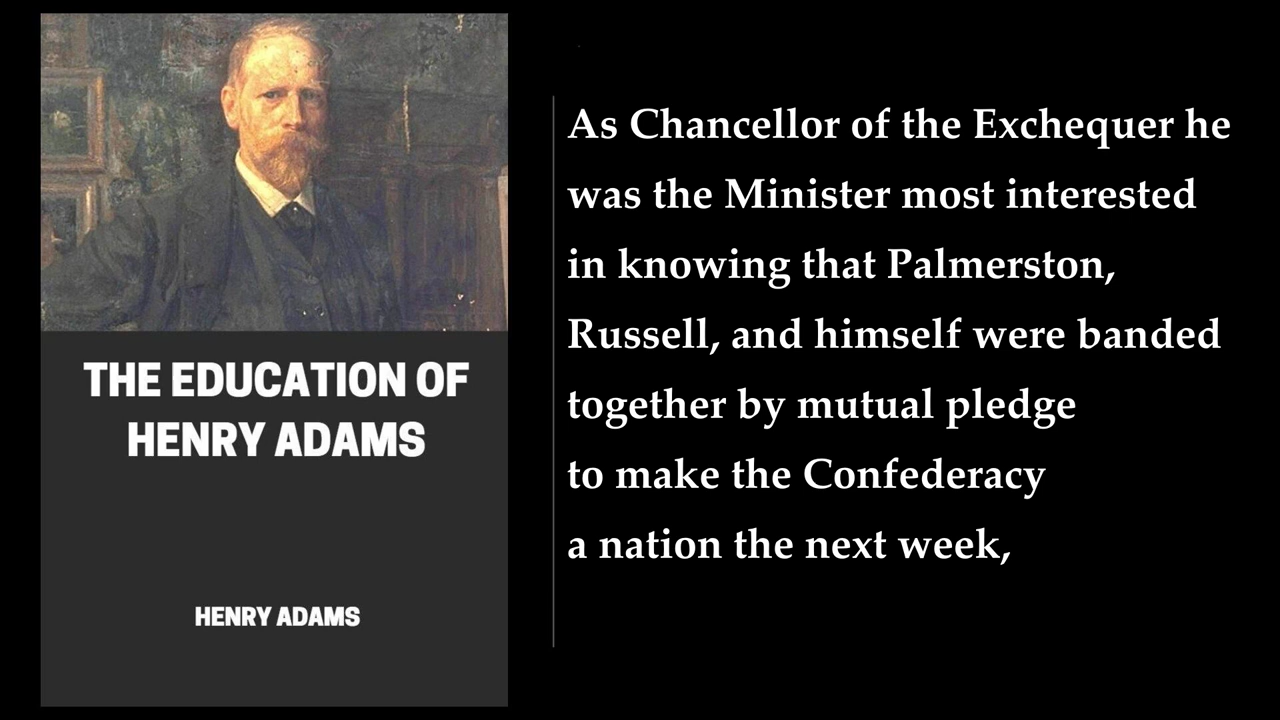 THE EDUCATION OF
HENRY ADAMS
HENRY ADAMS
As Chancellor of the Exchequer he
was the Minister most interested
in knowing that Palmerston,
Russell, and himself were banded
together by mutual pledge
to make the Confederacy
a nation the next week,